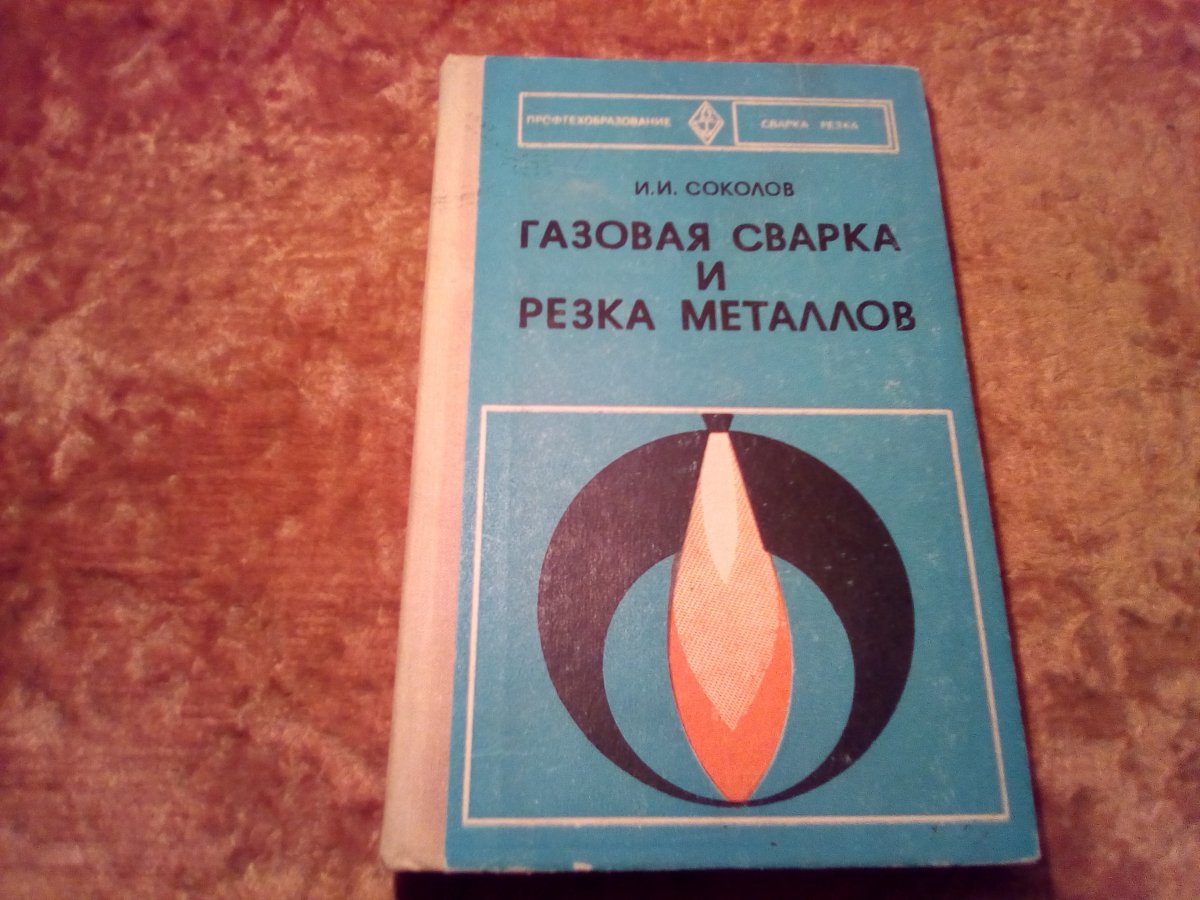 ПРОФТЕХОБРАЗОВАНИЕ СВАРКА РЕЗКА
И.И. СОКОЛОВ
ГАЗОВАЯ СВАРКА
И
РЕЗКА МЕТАЛЛОВ